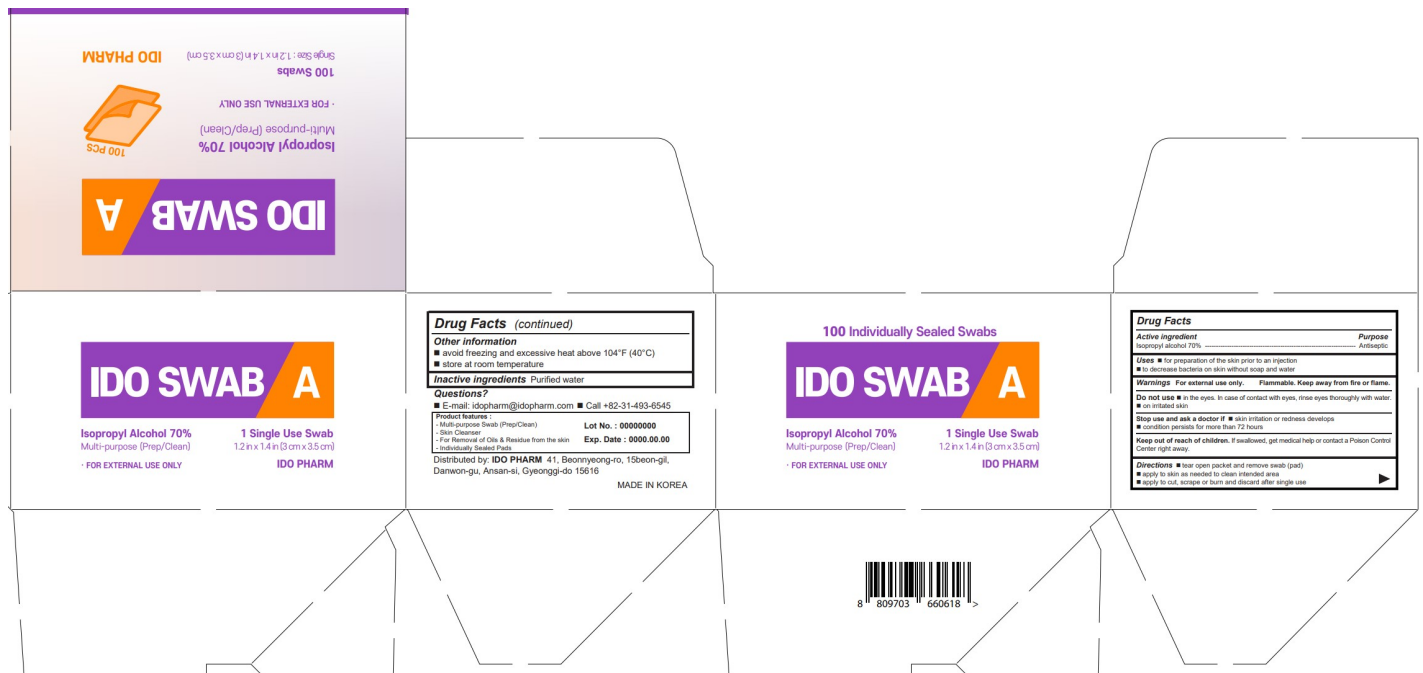 IDO SWAB A
Isopropyl Alcohol 70%
Multi-purpose (Prep/Clean)
100 PCS
· FOR EXTERNAL USE ONLY
100 Swabs
Single Size : 1.2 in x 1.4 in (3 cm x 3.5 cm)
IDO PHARM
IDO SWAB A
Isopropyl Alcohol 70% 1 Single Use Swab
Multi-purpose (Prep/Clean) 1.2 in x 1.4 in (3 cm x 3.5 cm)
· FOR EXTERNAL USE ONLY IDO PHARM
Drug Facts (continued)
Other information
■ avoid freezing and excessive heat above 104°F (40°C)
■ store at room temperature
Inactive ingredients Purified water
Questions?
■ E-mail: idopharm@idopharm.com ■ Call +82-31-493-6545
Product features :
- Multi-purpose Swab (Prep/Clean)
- Skin Cleanser
- For Removal of Oils & Residue from the skin
- Individually Sealed Pads
Lot No. : 00000000
Exp. Date : 0000.00.00
Distributed by: IDO PHARM 41, Beonnyeong-ro, 15beon-gil,
Danwon-gu, Ansan-si, Gyeonggi-do 15616
MADE IN KOREA
100 Individually Sealed Swabs
IDO SWAB A
Isopropyl Alcohol 70% 1 Single Use Swab
Multi-purpose (Prep/Clean) 1.2 in x 1.4 in (3 cm x 3.5 cm)
· FOR EXTERNAL USE ONLY IDO PHARM
Drug Facts
Active ingredient Purpose
Isopropyl alcohol 70% ---------- Antiseptic
Uses ■ for preparation of the skin prior to an injection
■ to decrease bacteria on skin without soap and water
Warnings For external use only. Flammable. Keep away from fire or flame.
Do not use ■ in the eyes. In case of contact with eyes, rinse eyes thoroughly with water.
■ on irritated skin
Stop use and ask a doctor if ■ skin irritation or redness develops
■ condition persists for more than 72 hours
Keep out of reach of children. If swallowed, get medical help or contact a Poison Control
Center right away.
Directions ■ tear open packet and remove swab (pad)
■ apply to skin as needed to clean intended area
■ apply to cut, scrape or burn and discard after single use
8 809703 660618 >